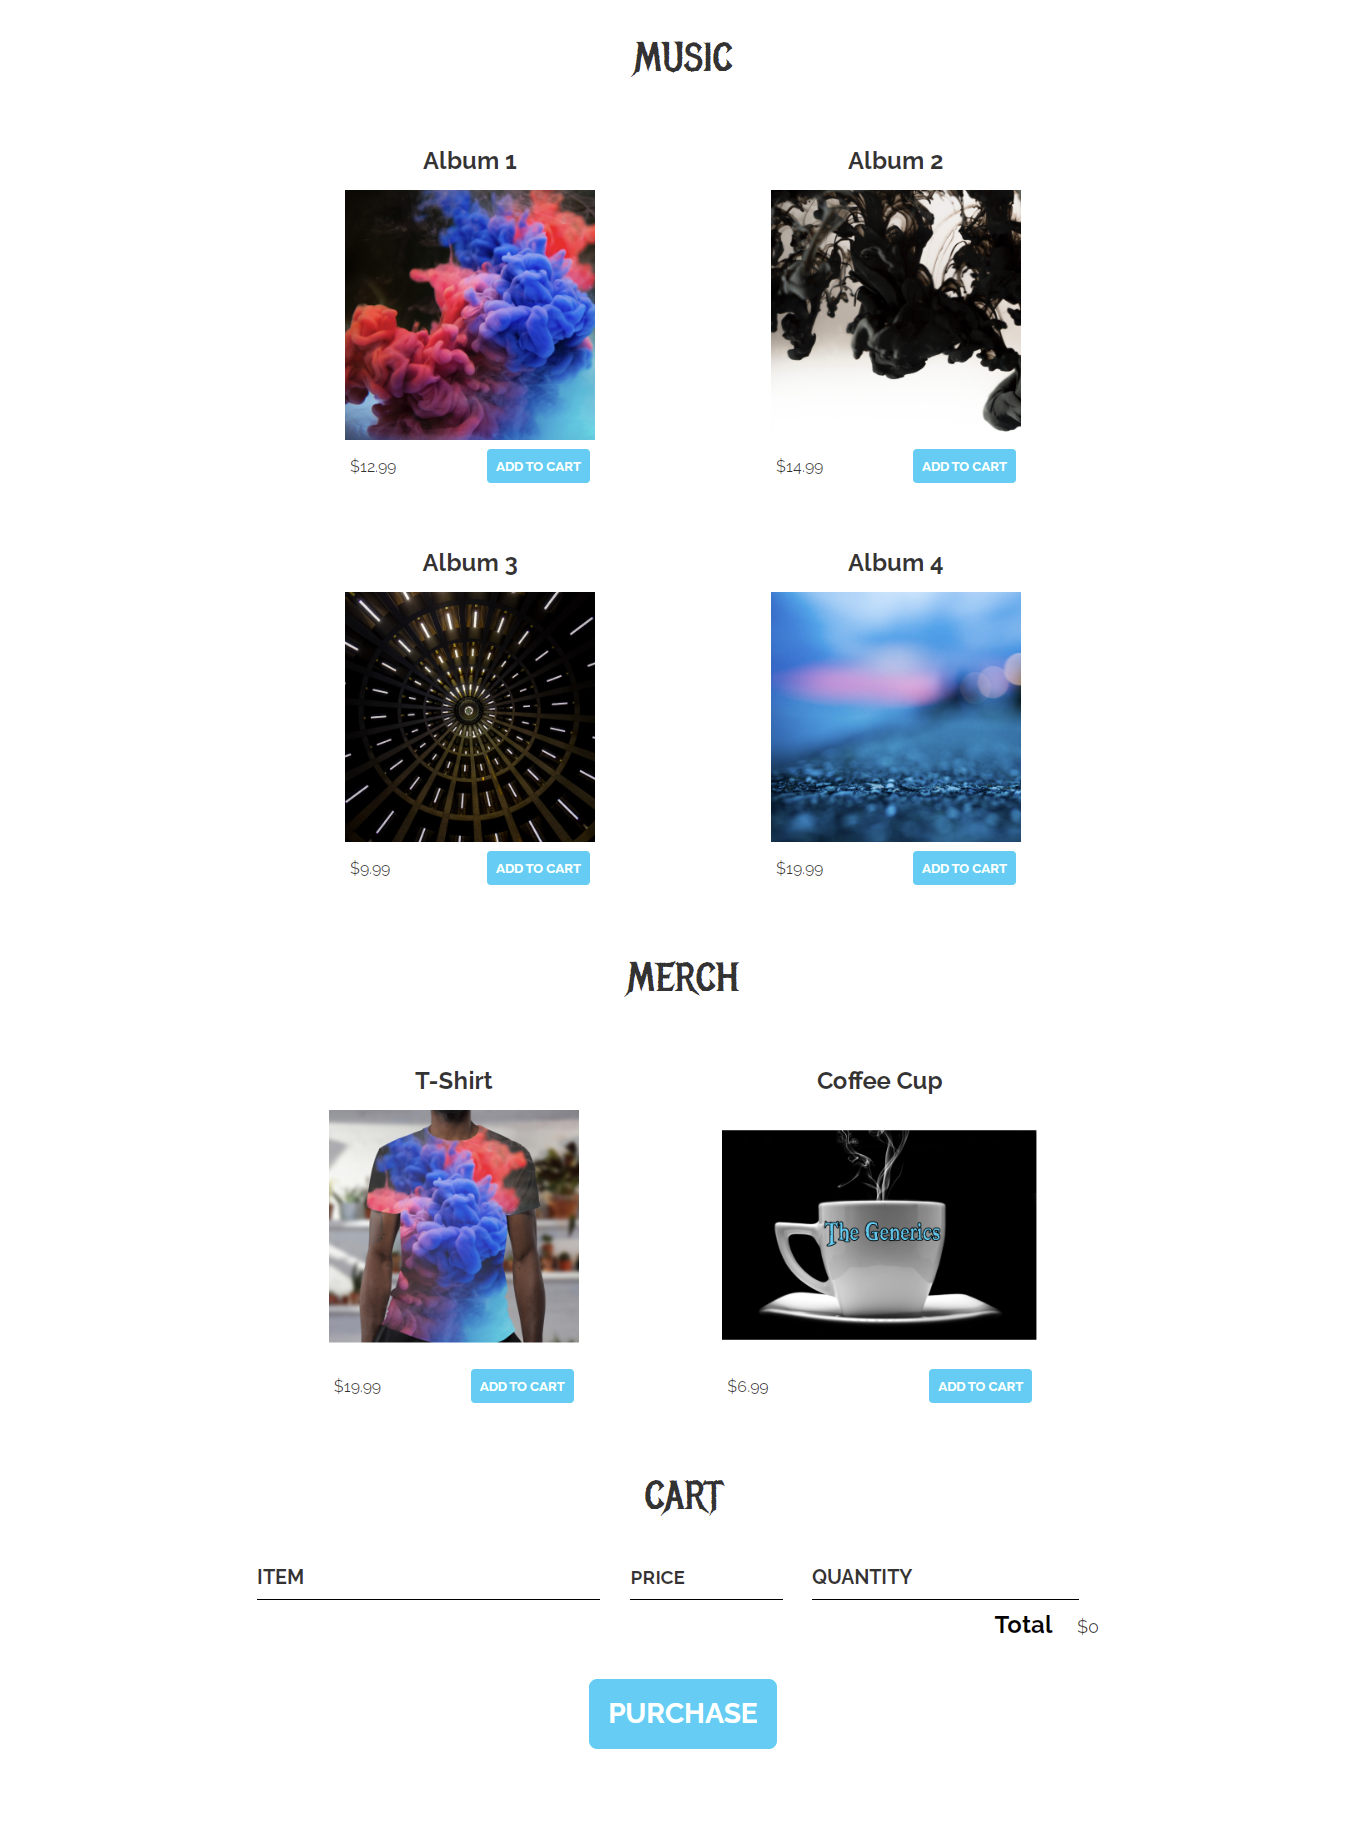 MUSIC
Album 1
Album 2
$12.99 ADD TO CART
$14.99 ADD TO CART
Album 3
Album 4
$9.99 ADD TO CART
$19.99 ADD TO CART
MERCH
T-Shirt
Coffee Cup
The Generics
$19.99 ADD TO CART
$6.99 ADD TO CART
CART
ITEM PRICE QUANTITY
Total $0
PURCHASE